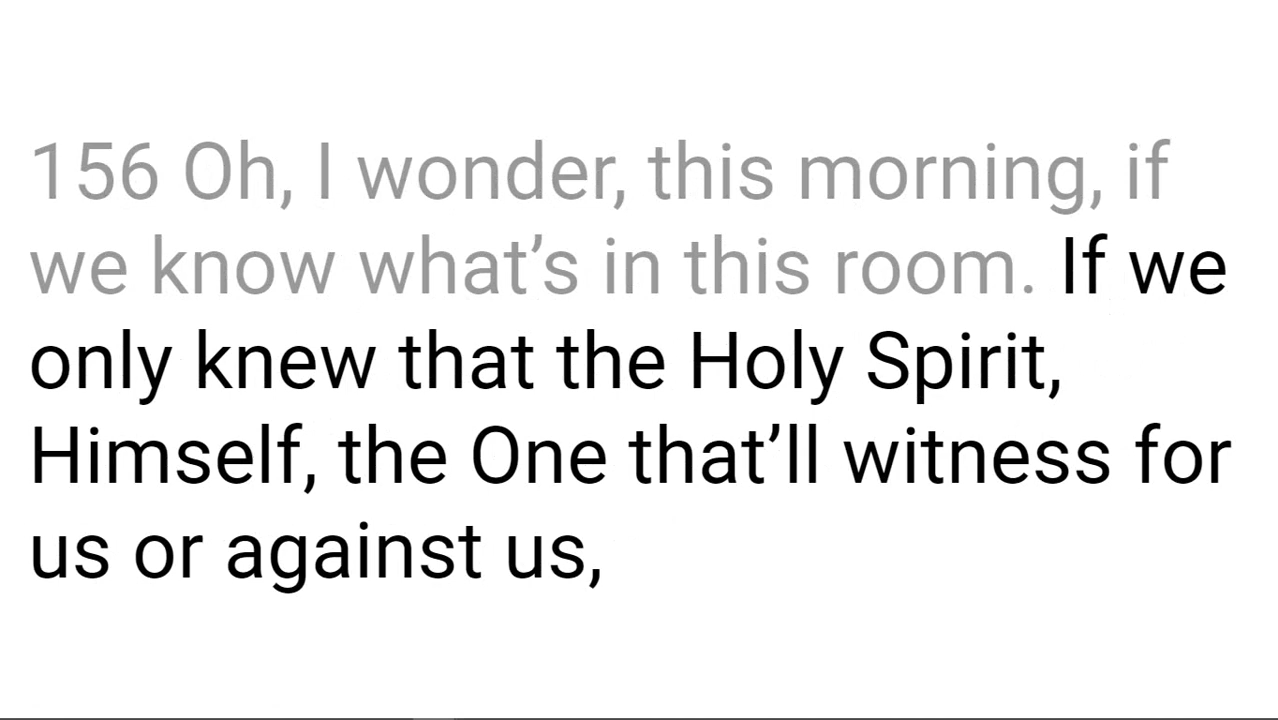 156 Oh, I wonder, this morning, if
we know what’s in this room. If we
only knew that the Holy Spirit,
Himself, the One that’ll witness for
us or against us,